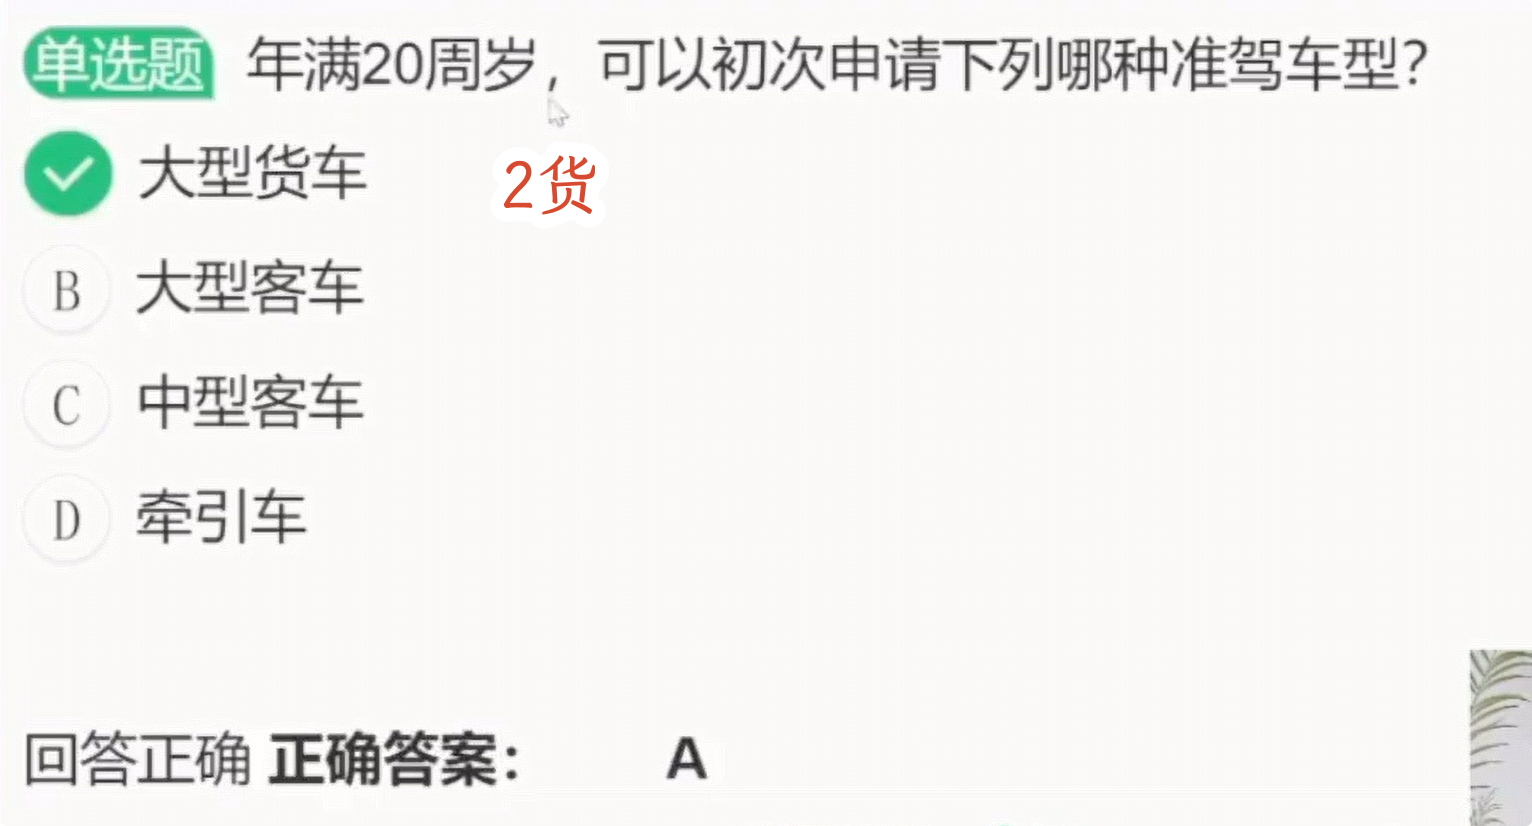 单选题 年满20周岁，可以初次申请下列哪种准驾车型?
大型货车
2货
B 大型客车
C 中型客车
D 牵引车
回答正确 正确答案： A